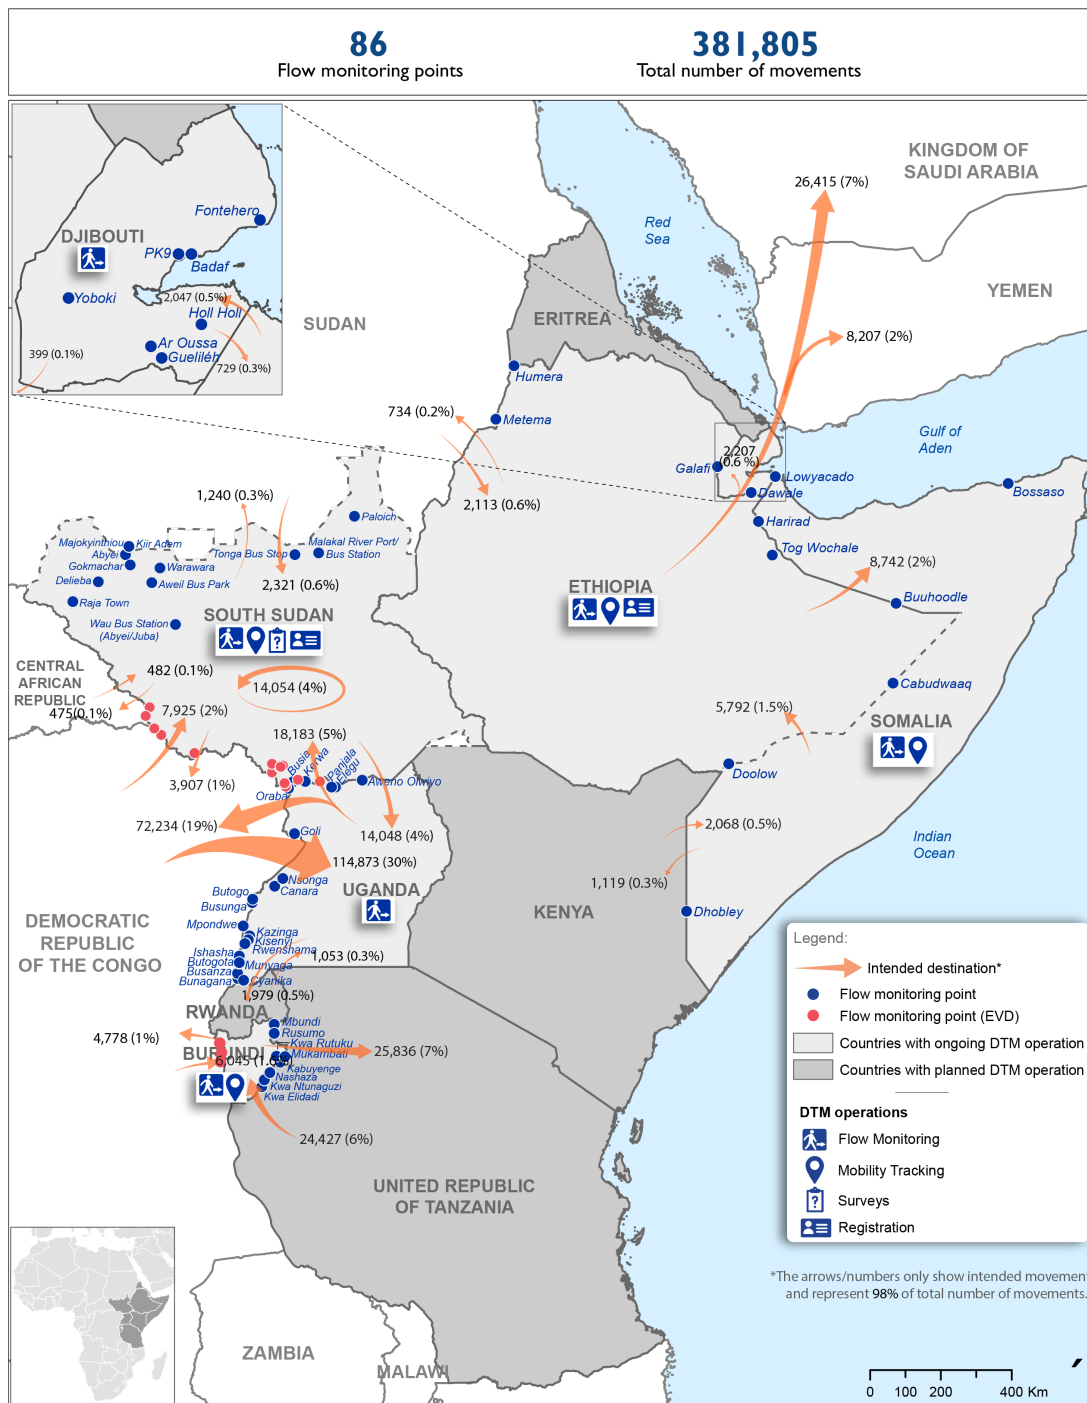 86
Flow monitoring points
381,805
Total number of movements
KINGDOM OF
SAUDI ARABIA
26,415 (7%)
Red
Sea
YEMEN
8,207 (2%)
Fontehero
DJIBOUTI
PK9
Badaf
Yoboki
2,047 (0.5%)
Holl Holl
Ar Oussa
Gueliléh
399 (0.1%)
729 (0.3%)
SUDAN
ERITREA
Humera
Metema
734 (0.2%)
2,113 (0.6%)
Gulf of
Aden
2,207
(0.6 %)
Galafi
Lowyacado
Dawale
Bossaso
Harirad
Tog Wochale
8,742 (2%)
Buuhoodle
ETHIOPIA
1,240 (0.3%)
Paloich
Majokyinthiou
Kiir Adem
Abyei
Gokmachar
Warawara
Delieba
Aweil Bus Park
Tonga Bus Stop
Malakal River Port/
Bus Station
2,321 (0.6%)
Raja Town
SOUTH SUDAN
Wau Bus Station
(Abyei/Juba)
CENTRAL
AFRICAN
REPUBLIC
482 (0.1%)
475(0.1%)
14,054 (4%)
7,925 (2%)
18,183 (5%)
3,907 (1%)
Busia
Kerwa
Panjala
Elegu
Aweno Olwiyo
Oraba
72,234 (19%)
Goli
14,048 (4%)
114,873 (30%)
UGANDA
Cabudwaaq
5,792 (1.5%)
SOMALIA
Doolow
2,068 (0.5%)
1,119 (0.3%)
Indian
Ocean
KENYA
Dhobley
DEMOCRATIC
REPUBLIC
OF THE CONGO
Nsonga
Canara
Butogo
Busunga
Mpondwe
Kazinga
Kisenyi
Rwenshama
Ishasha
Butogota
Munyaga
Busanza
Bunagana
Cyanika
1,053 (0.3%)
1,979 (0.5%)
RWANDA
4,778 (1%)
Mbundi
Rusumo
Kwa Rutuku
BURUNDI
6,045 (1.6%)
Mukambati
25,836 (7%)
Kabuyenge
Nashaza
Kwa Ntunaguzi
Kwa Elidadi
24,427 (6%)
UNITED REPUBLIC
OF TANZANIA
ZAMBIA
MALAWI
Legend:
Intended destination*
Flow monitoring point
Flow monitoring point (EVD)
Countries with ongoing DTM operation
Countries with planned DTM operation
DTM operations
Flow Monitoring
Mobility Tracking
Surveys
Registration
*The arrows/numbers only show intended movement
and represent 98% of total number of movements.
0 100 200 400 Km